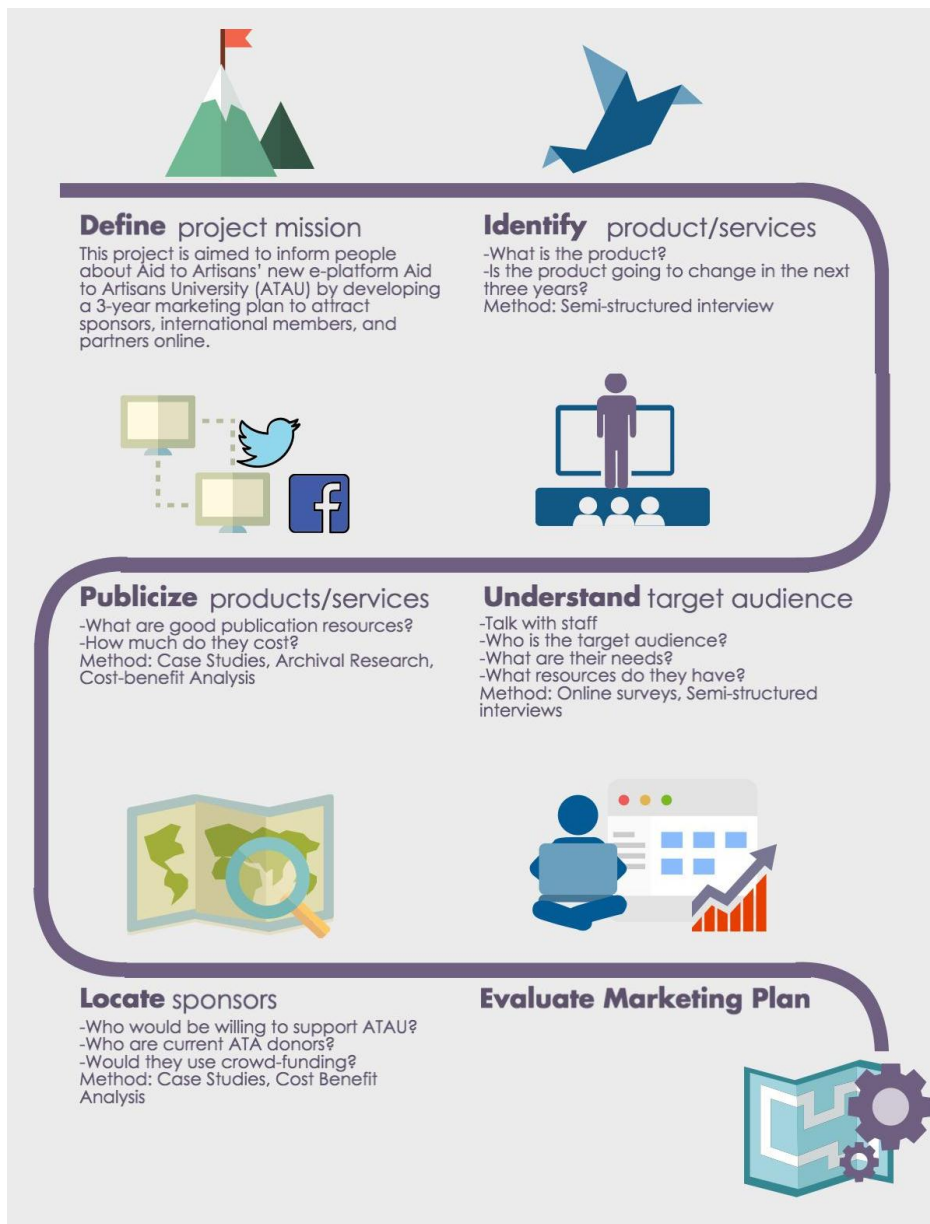 Define project mission
This project is aimed to inform people
about Aid to Artisans’ new e-platform Aid
to Artisans University (ATAU) by developing
a 3-year marketing plan to attract
sponsors, international members, and
partners online.
Identify product/services
-What is the product?
-Is the product going to change in the next
three years?
Method: Semi-structured interview
Publicize products/services
-What are good publication resources?
-How much do they cost?
Method: Case Studies, Archival Research,
Cost-benefit Analysis
Understand target audience
-Talk with staff
-Who is the target audience?
-What are their needs?
-What resources do they have?
Method: Online surveys, Semi-structured
interviews
Locate sponsors
-Who would be willing to support ATAU?
-Who are current ATA donors?
-Would they use crowd-funding?
Method: Case Studies, Cost Benefit
Analysis
Evaluate Marketing Plan